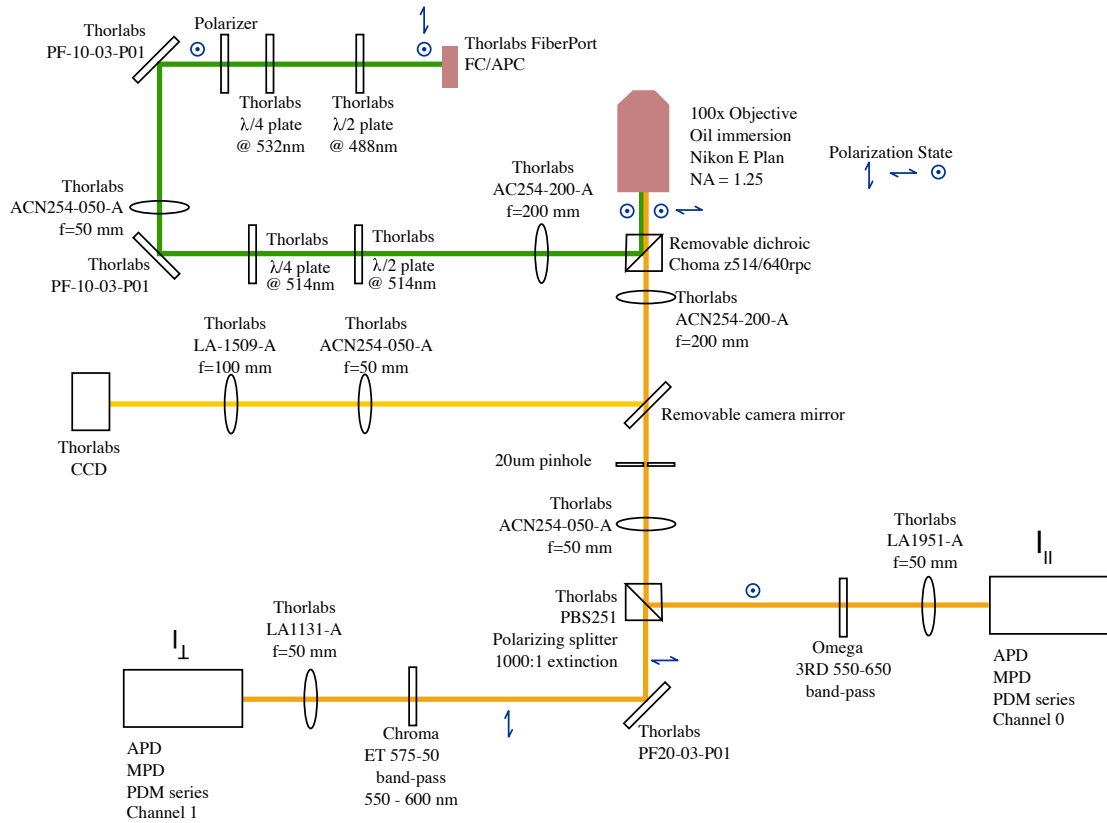 Thorlabs
PF-10-03-P01
Polarizer
Thorlabs FiberPort
FC/APC
Thorlabs
λ/4 plate
@ 532nm
Thorlabs
λ/2 plate
@ 488nm
100x Objective
Oil immersion
Nikon E Plan
NA = 1.25
Polarization State
Thorlabs
ACN254-050-A
f=50 mm
Thorlabs
AC254-200-A
f=200 mm
Thorlabs
PF-10-03-P01
Thorlabs
λ/4 plate
@ 514nm
Thorlabs
λ/2 plate
@ 514nm
Removable dichroic
Choma z514/640rpc
Thorlabs
ACN254-200-A
f=200 mm
Thorlabs
LA-1509-A
f=100 mm
Thorlabs
ACN254-050-A
f=50 mm
Removable camera mirror
Thorlabs
CCD
20um pinhole
Thorlabs
ACN254-050-A
f=50 mm
Thorlabs
LA1951-A
f=50 mm
I||
Thorlabs
PBS251
Polarizing splitter
1000:1 extinction
Thorlabs
LA1131-A
f=50 mm
I⊥
Omega
3RD 550-650
band-pass
APD
MPD
PDM series
Channel 0
Thorlabs
PF20-03-P01
Chroma
ET 575-50
band-pass
550 - 600 nm
APD
MPD
PDM series
Channel 1